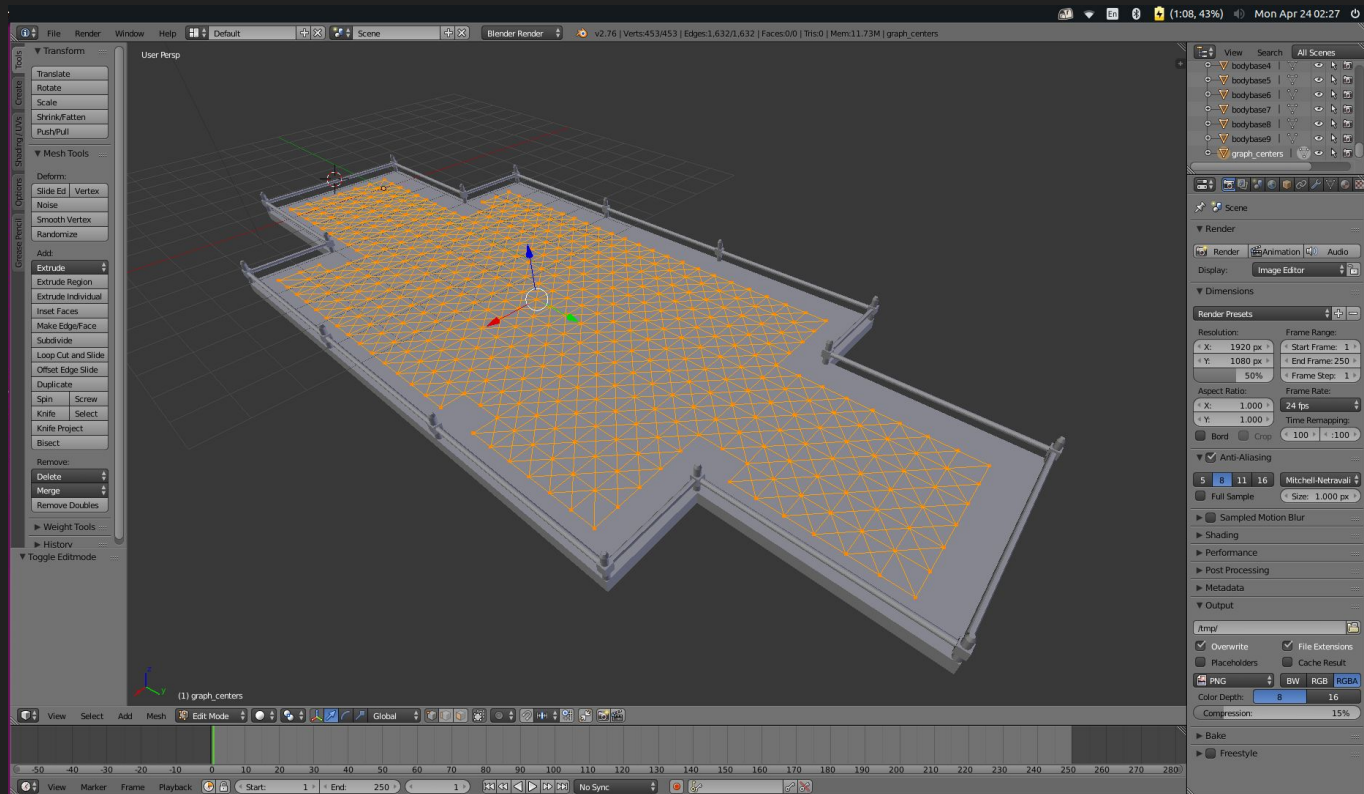 En (1:08, 43%) Mon Apr 24 02:27
File Render Window Help Default Scene Blender Render v2.76 | Verts:453/453 | Edges:1,632/1,632 | Faces:0/0 | Tris:0 | Mem:11.73M | graph_centers
Tools
Create
Shading / UVs
Options
Grease Pencil
Transform
Translate
Rotate
Scale
Shrink/Fatten
Push/Pull
Mesh Tools
Deform:
Slide Ed Vertex
Noise
Smooth Vertex
Randomize
Add:
Extrude
Extrude Region
Extrude Individual
Inset Faces
Make Edge/Face
Subdivide
Loop Cut and Slide
Offset Edge Slide
Duplicate
Spin Screw
Knife Select
Knife Project
Bisect
Remove:
Delete
Merge
Remove Doubles
Weight Tools
History
Toggle Editmode
User Persp
z
y
(1) graph_centers
View Select Add Mesh Edit Mode Global
-50 -40 -30 -20 -10 0 10 20 30 40 50 60 70 80 90 100 110 120 130 140 150 160 170 180 190 200 210 220 230 240 250 260 270 280
View Marker Frame Playback Start: 1 End: 250 1 No Sync
View Search All Scenes
bodybase4
bodybase5
bodybase6
bodybase7
bodybase8
bodybase9
graph_centers
Scene
Render
Render Animation Audio
Display: Image Editor
Dimensions
Render Presets
Resolution: Frame Range:
X: 1920 px Start Frame: 1
Y: 1080 px End Frame: 250
50% Frame Step: 1
Aspect Ratio: Frame Rate:
X: 1.000 24 fps
Y: 1.000 Time Remapping:
Bord Crop 100 :100
Anti-Aliasing
5 8 11 16 Mitchell-Netravali
Full Sample Size: 1.000 px
Sampled Motion Blur
Shading
Performance
Post Processing
Metadata
Output
/tmp/
Overwrite File Extensions
Placeholders Cache Result
PNG BW RGB RGBA
Color Depth: 8 16
Compression: 15%
Bake
Freestyle